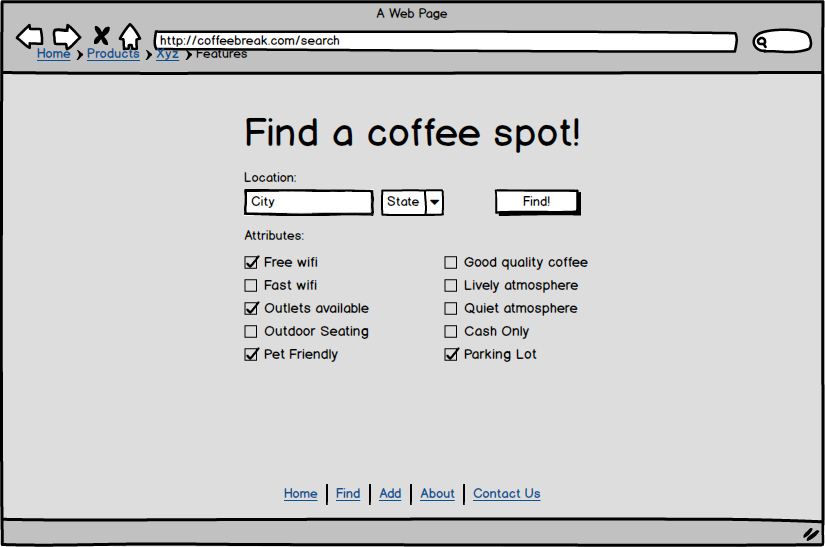 A Web Page
http://coffeebreak.com/search
Home Products Xyz Features
Find a coffee spot!
Location:
City State Find!
Attributes:
Free wifi Good quality coffee
Fast wifi Lively atmosphere
Outlets available Quiet atmosphere
Outdoor Seating Cash Only
Pet Friendly Parking Lot
Home Find Add About Contact Us